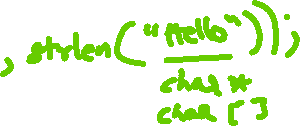 , strlen("Hello"));
char *
char [ ]